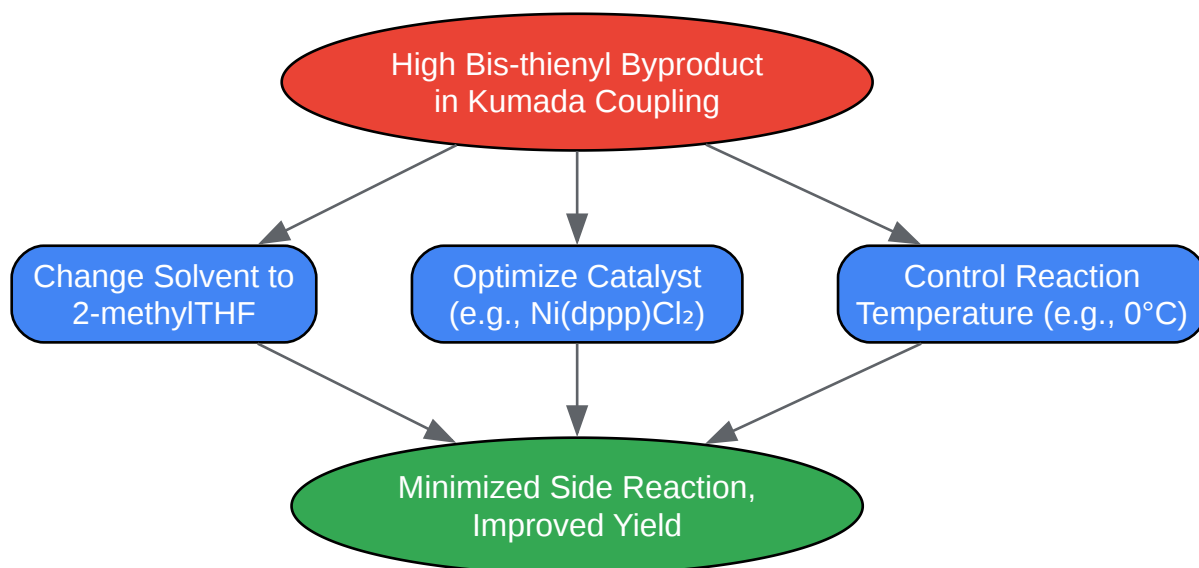 High Bis-thienyl Byproduct
in Kumada Coupling
Change Solvent to
2-methylTHF
Optimize Catalyst
(e.g., Ni(dppp)Cl₂)
Control Reaction
Temperature (e.g., 0°C)
Minimized Side Reaction,
Improved Yield